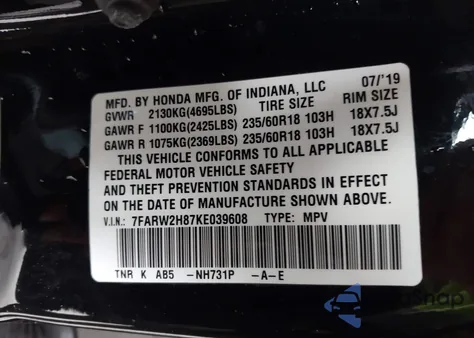 MFD. BY HONDA MFG. OF INDIANA, LLC 07/'19
GVWR 2130KG(4695LBS) TIRE SIZE RIM SIZE
GAWR F 1100KG(2425LBS) 235/60R18 103H 18X7.5J
GAWR R 1075KG(2369LBS) 235/60R18 103H 18X7.5J
THIS VEHICLE CONFORMS TO ALL APPLICABLE
FEDERAL MOTOR VEHICLE SAFETY
AND THEFT PREVENTION STANDARDS IN EFFECT
ON THE DATE OF MANUFACTURE SHOWN ABOVE.
V.I.N.: 7FARW2H87KE039608 TYPE: MPV
TNR K AB5 -NH731P -A-E